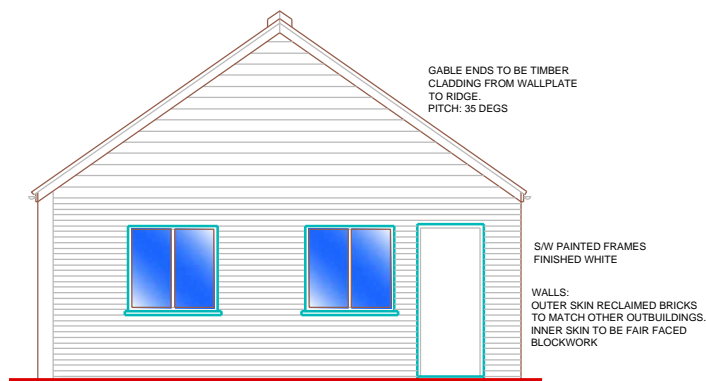 GABLE ENDS TO BE TIMBER
CLADDING FROM WALLPLATE
TO RIDGE.
PITCH: 35 DEGS
S/W PAINTED FRAMES
FINISHED WHITE
WALLS:
OUTER SKIN RECLAIMED BRICKS
TO MATCH OTHER OUTBUILDINGS.
INNER SKIN TO BE FAIR FACED
BLOCKWORK